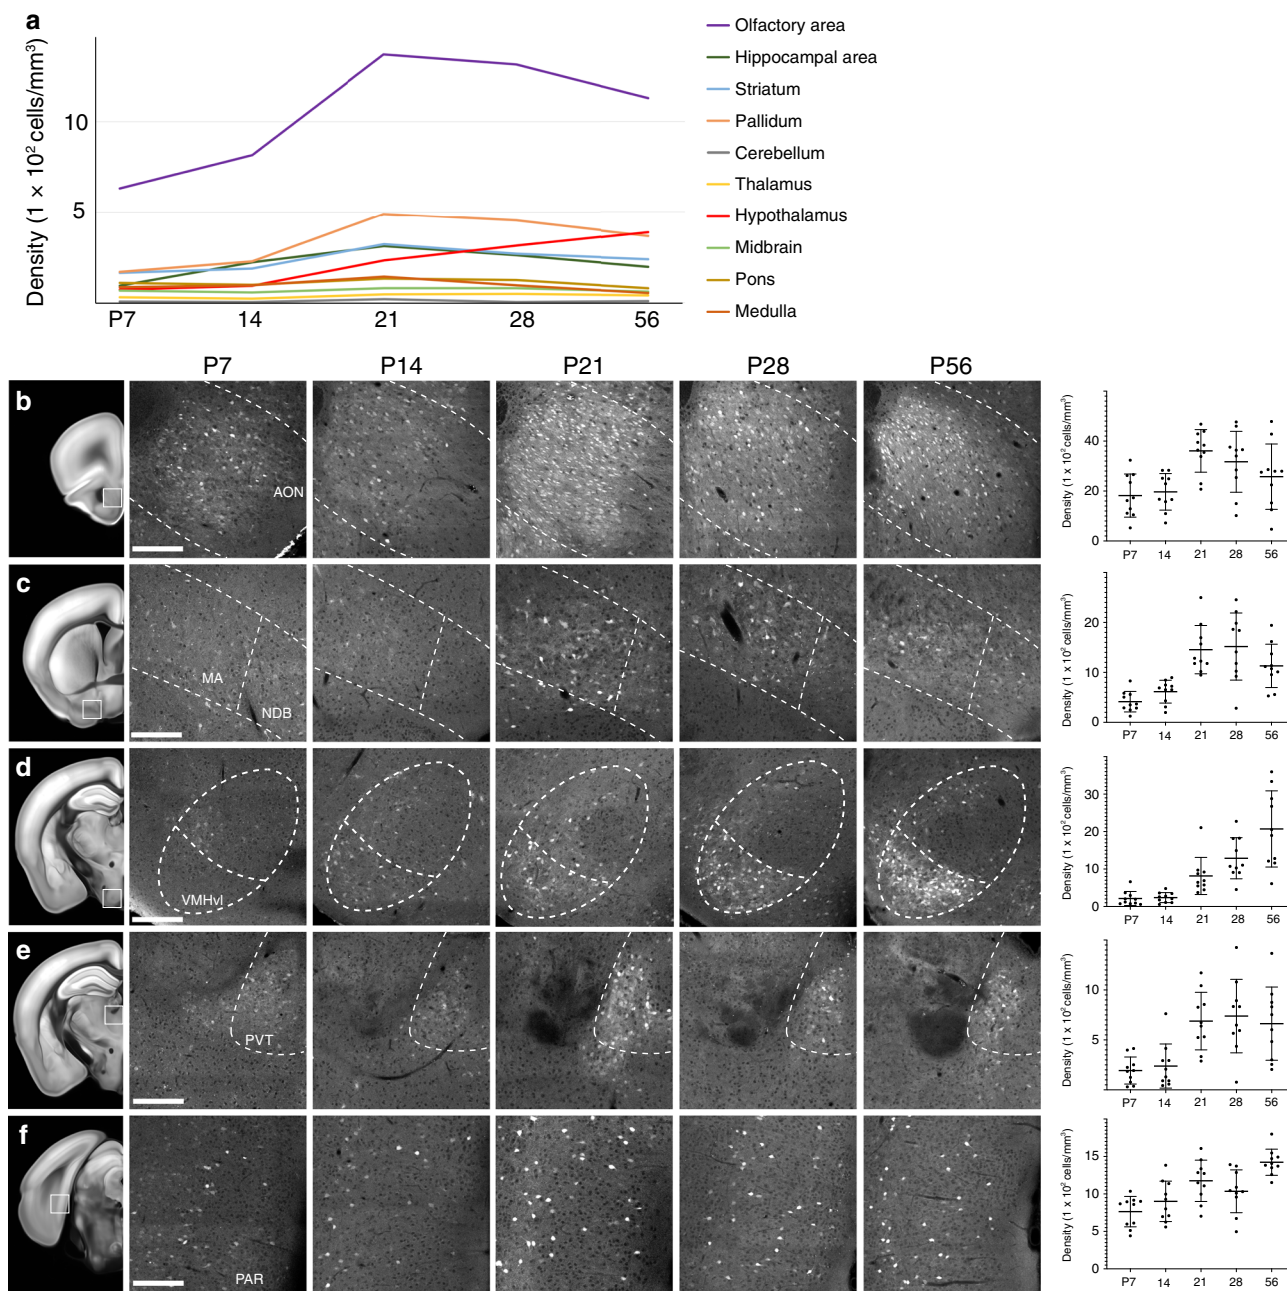 a
Density (1 × 10² cells/mm³)
10
5
P7 14 21 28 56
Olfactory area
Hippocampal area
Striatum
Pallidum
Cerebellum
Thalamus
Hypothalamus
Midbrain
Pons
Medulla
P7 P14 P21 P28 P56
b
AON
Density (1 x 10² cells/mm³)
40
20
0
P7 14 21 28 56
c
MA
NDB
Density (1 x 10² cells/mm³)
20
10
0
P7 14 21 28 56
d
VMHvl
Density (1 x 10² cells/mm³)
30
20
10
0
P7 14 21 28 56
e
PVT
Density (1 x 10² cells/mm³)
10
5
P7 14 21 28 56
f
PAR
Density (1 x 10² cells/mm³)
15
10
5
0
P7 14 21 28 56